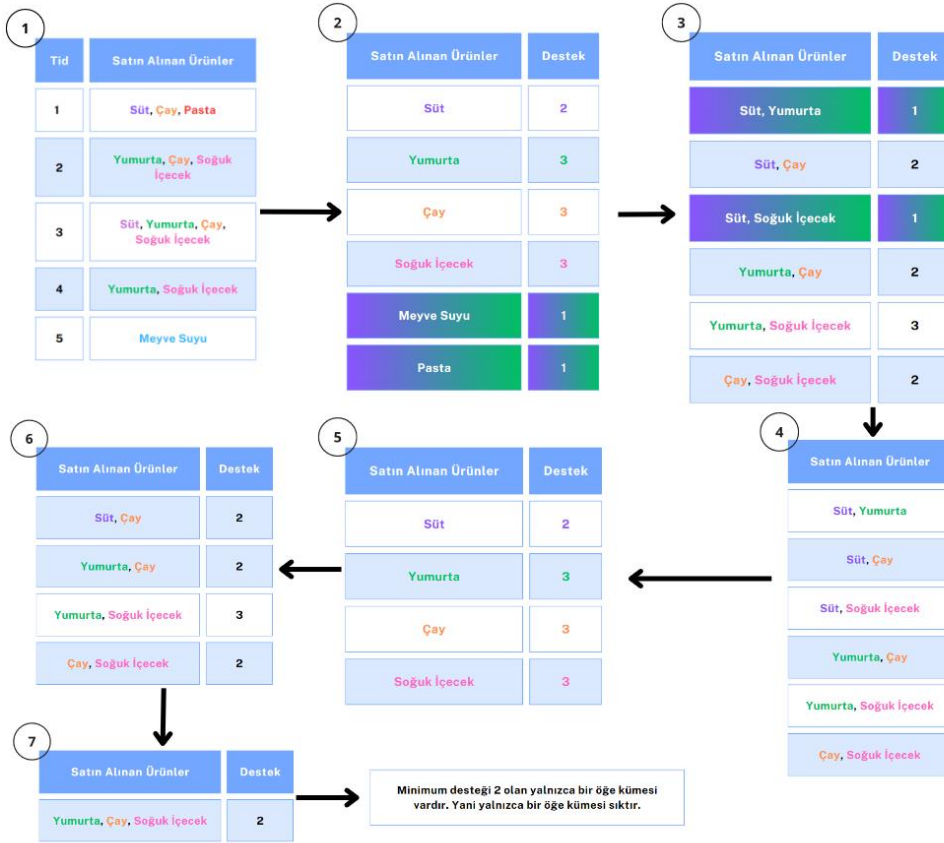 1
Tid Satın Alınan Ürünler
1 Süt, Çay, Pasta
2 Yumurta, Çay, Soğuk
İçecek
3 Süt, Yumurta, Çay,
Soğuk İçecek
4 Yumurta, Soğuk İçecek
5 Meyve Suyu
2
Satın Alınan Ürünler Destek
Süt 2
Yumurta 3
Çay 3
Soğuk İçecek 3
Meyve Suyu 1
Pasta 1
3
Satın Alınan Ürünler Destek
Süt, Yumurta 1
Süt, Çay 2
Süt, Soğuk İçecek 1
Yumurta, Çay 2
Yumurta, Soğuk İçecek 3
Çay, Soğuk İçecek 2
4
Satın Alınan Ürünler
Süt, Yumurta
Süt, Çay
Süt, Soğuk İçecek
Yumurta, Çay
Yumurta, Soğuk İçecek
Çay, Soğuk İçecek
5
Satın Alınan Ürünler Destek
Süt 2
Yumurta 3
Çay 3
Soğuk İçecek 3
6
Satın Alınan Ürünler Destek
Süt, Çay 2
Yumurta, Çay 2
Yumurta, Soğuk İçecek 3
Çay, Soğuk İçecek 2
7
Satın Alınan Ürünler Destek
Yumurta, Çay, Soğuk İçecek 2
Minimum desteği 2 olan yalnızca bir öğe kümesi
vardır. Yani yalnızca bir öğe kümesi sıktır.